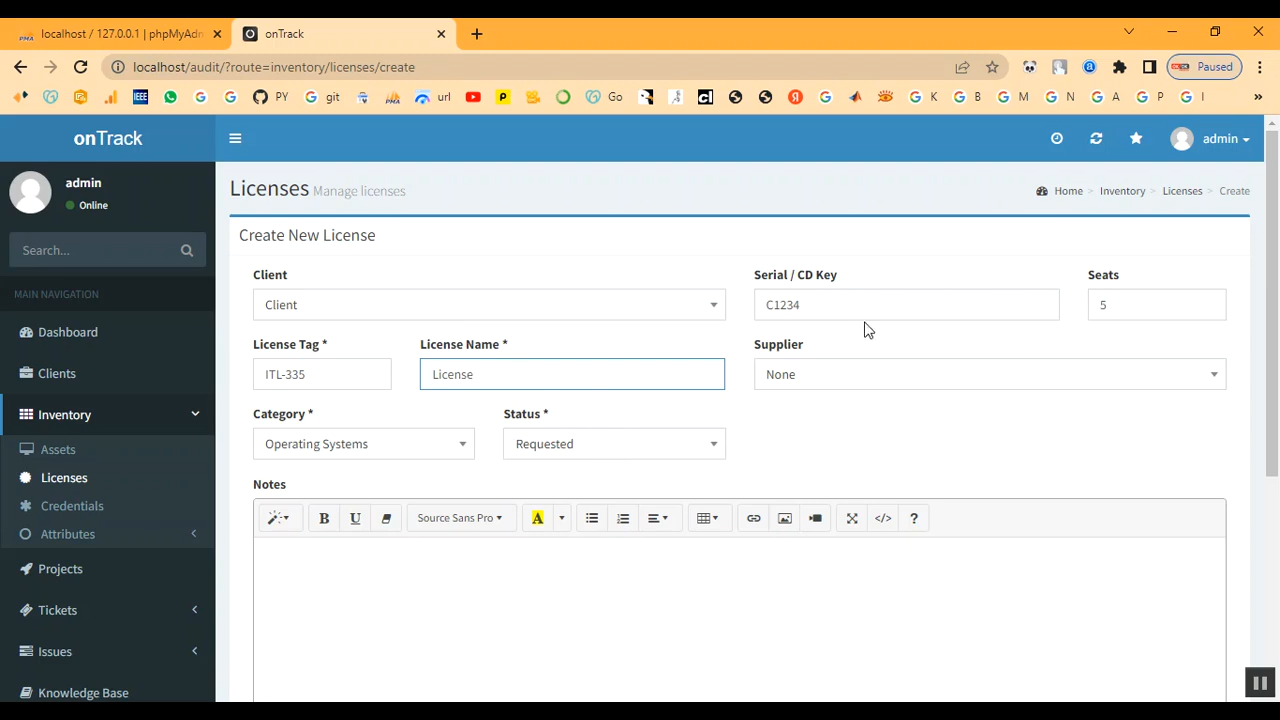 localhost / 127.0.0.1 | phpMyAdn
onTrack
localhost/audit/?route=inventory/licenses/create
Paused
PY
git
url
Go
K
B
M
N
A
P
I
»
onTrack
admin
admin
Online
Search...
MAIN NAVIGATION
Dashboard
Clients
Inventory
Assets
Licenses
Credentials
Attributes
Projects
Tickets
Issues
Knowledge Base
Licenses Manage licenses
Home > Inventory > Licenses > Create
Create New License
Client
Serial / CD Key
Seats
Client
C1234
5
License Tag *
License Name *
Supplier
ITL-335
License
None
Category *
Status *
Operating Systems
Requested
Notes
B U Source Sans Pro A </> ?